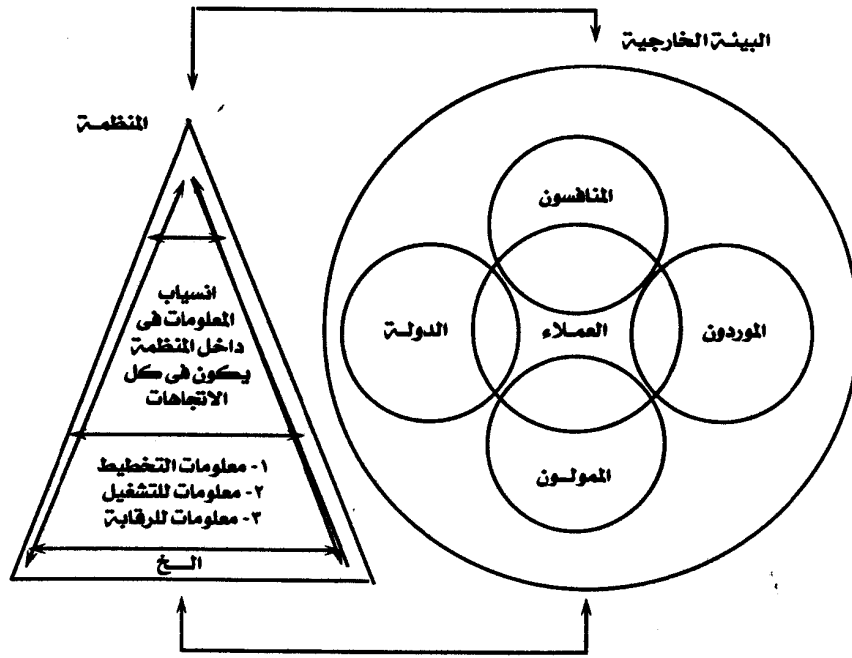 البيئة الخارجية
المنظمة
المنافسون
الموردون
العملاء
الدولة
الممولون
انسياب
المعلومات فى
داخل المنظمة
يكون فى كل
الاتجاهات
١- معلومات التخطيط
٢- معلومات للتشغيل
٣- معلومات للرقابة
الخ